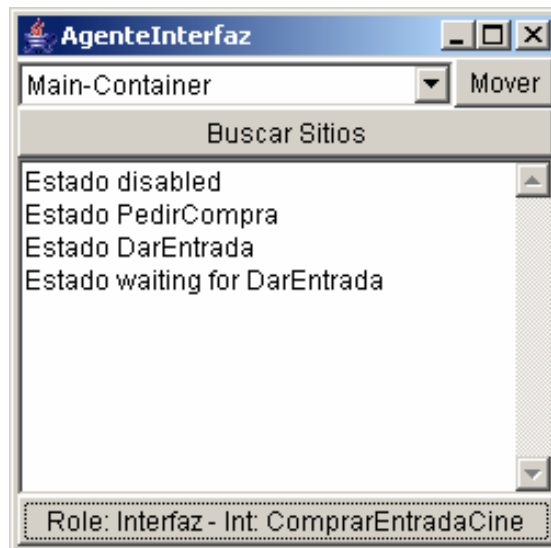 AgenteInterfaz
Main-Container
Mover
Buscar Sitios
Estado disabled
Estado PedirCompra
Estado DarEntrada
Estado waiting for DarEntrada
Role: Interfaz - Int: ComprarEntradaCine